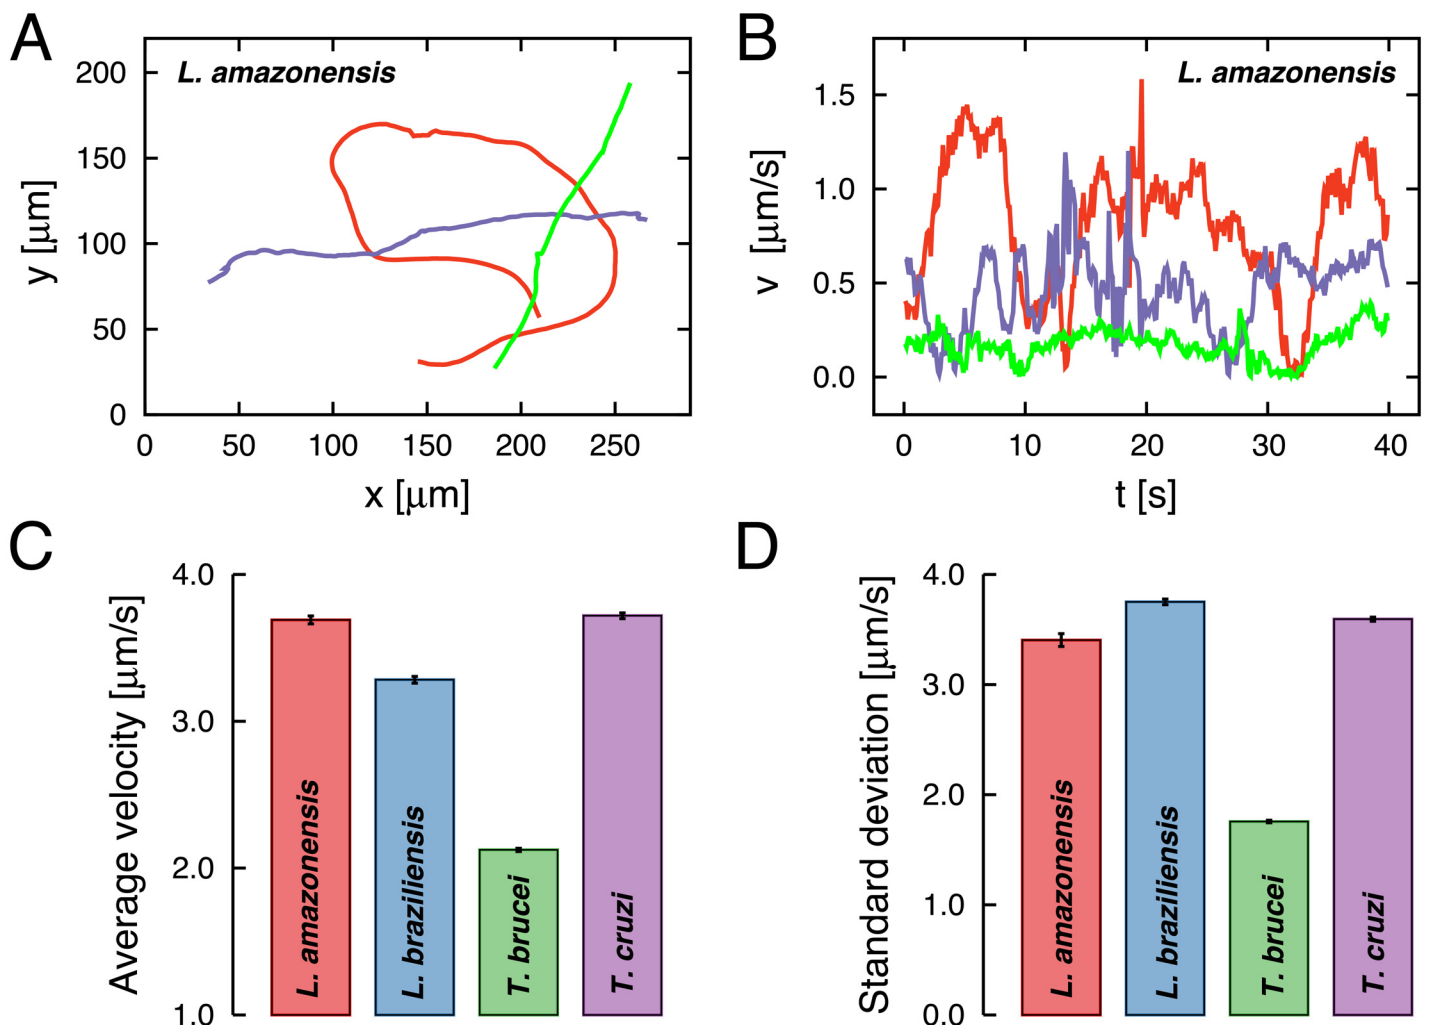 A
L. amazonensis
200
150
100
50
0
y [μm]
0 50 100 150 200 250
x [μm]
B
L. amazonensis
1.5
1.0
0.5
0.0
v [μm/s]
0 10 20 30 40
t [s]
C
4.0
3.0
2.0
1.0
Average velocity [μm/s]
L. amazonensis
L. braziliensis
T. brucei
T. cruzi
D
4.0
3.0
2.0
1.0
0.0
Standard deviation [μm/s]
L. amazonensis
L. braziliensis
T. brucei
T. cruzi